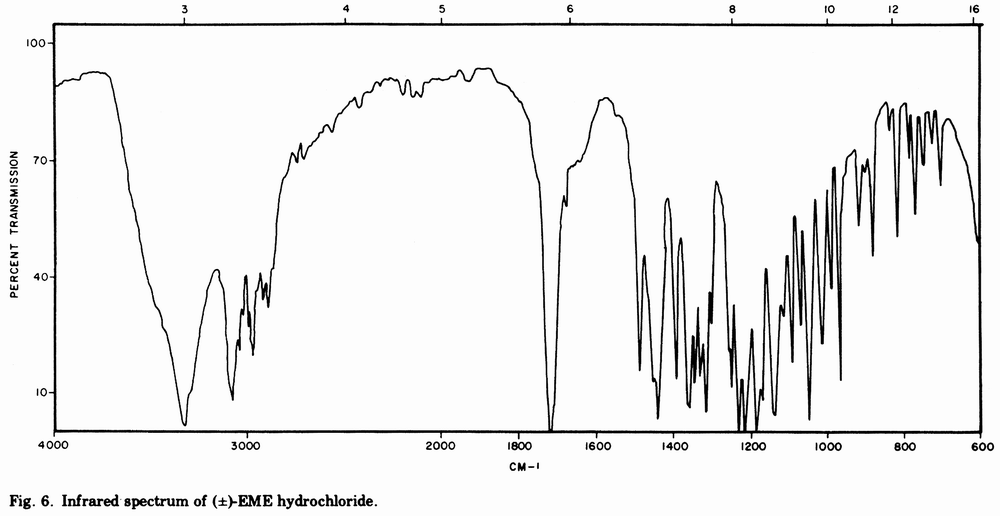 3 4 5 6 8 10 12 16
100
70
40
10
PERCENT TRANSMISSION
4000 3000 2000 1800 1600 1400 1200 1000 800 600
CM-1
Fig. 6. Infrared spectrum of (±)-EME hydrochloride.